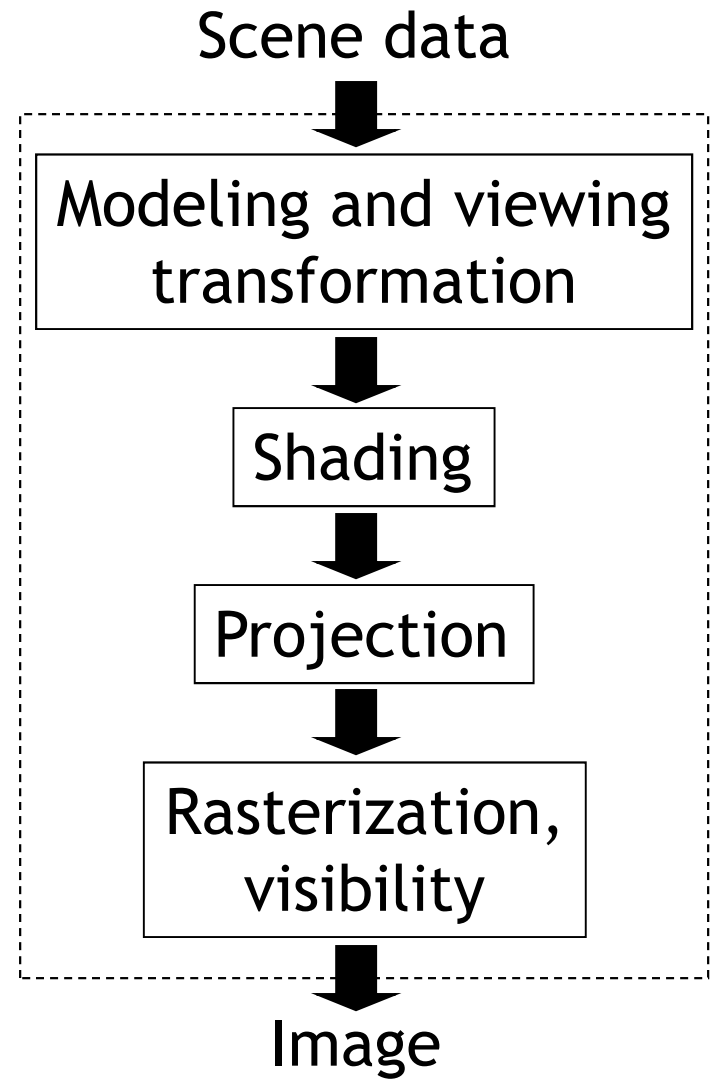 Scene data
Modeling and viewing
transformation
Shading
Projection
Rasterization,
visibility
Image